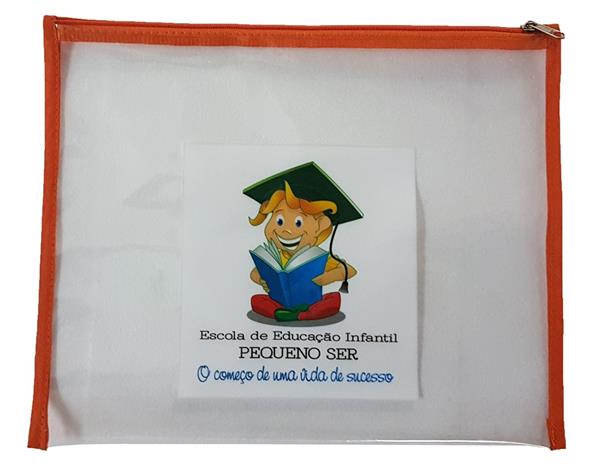 Escola de Educação Infantil
PEQUENO SER
O começo de uma vida de sucesso